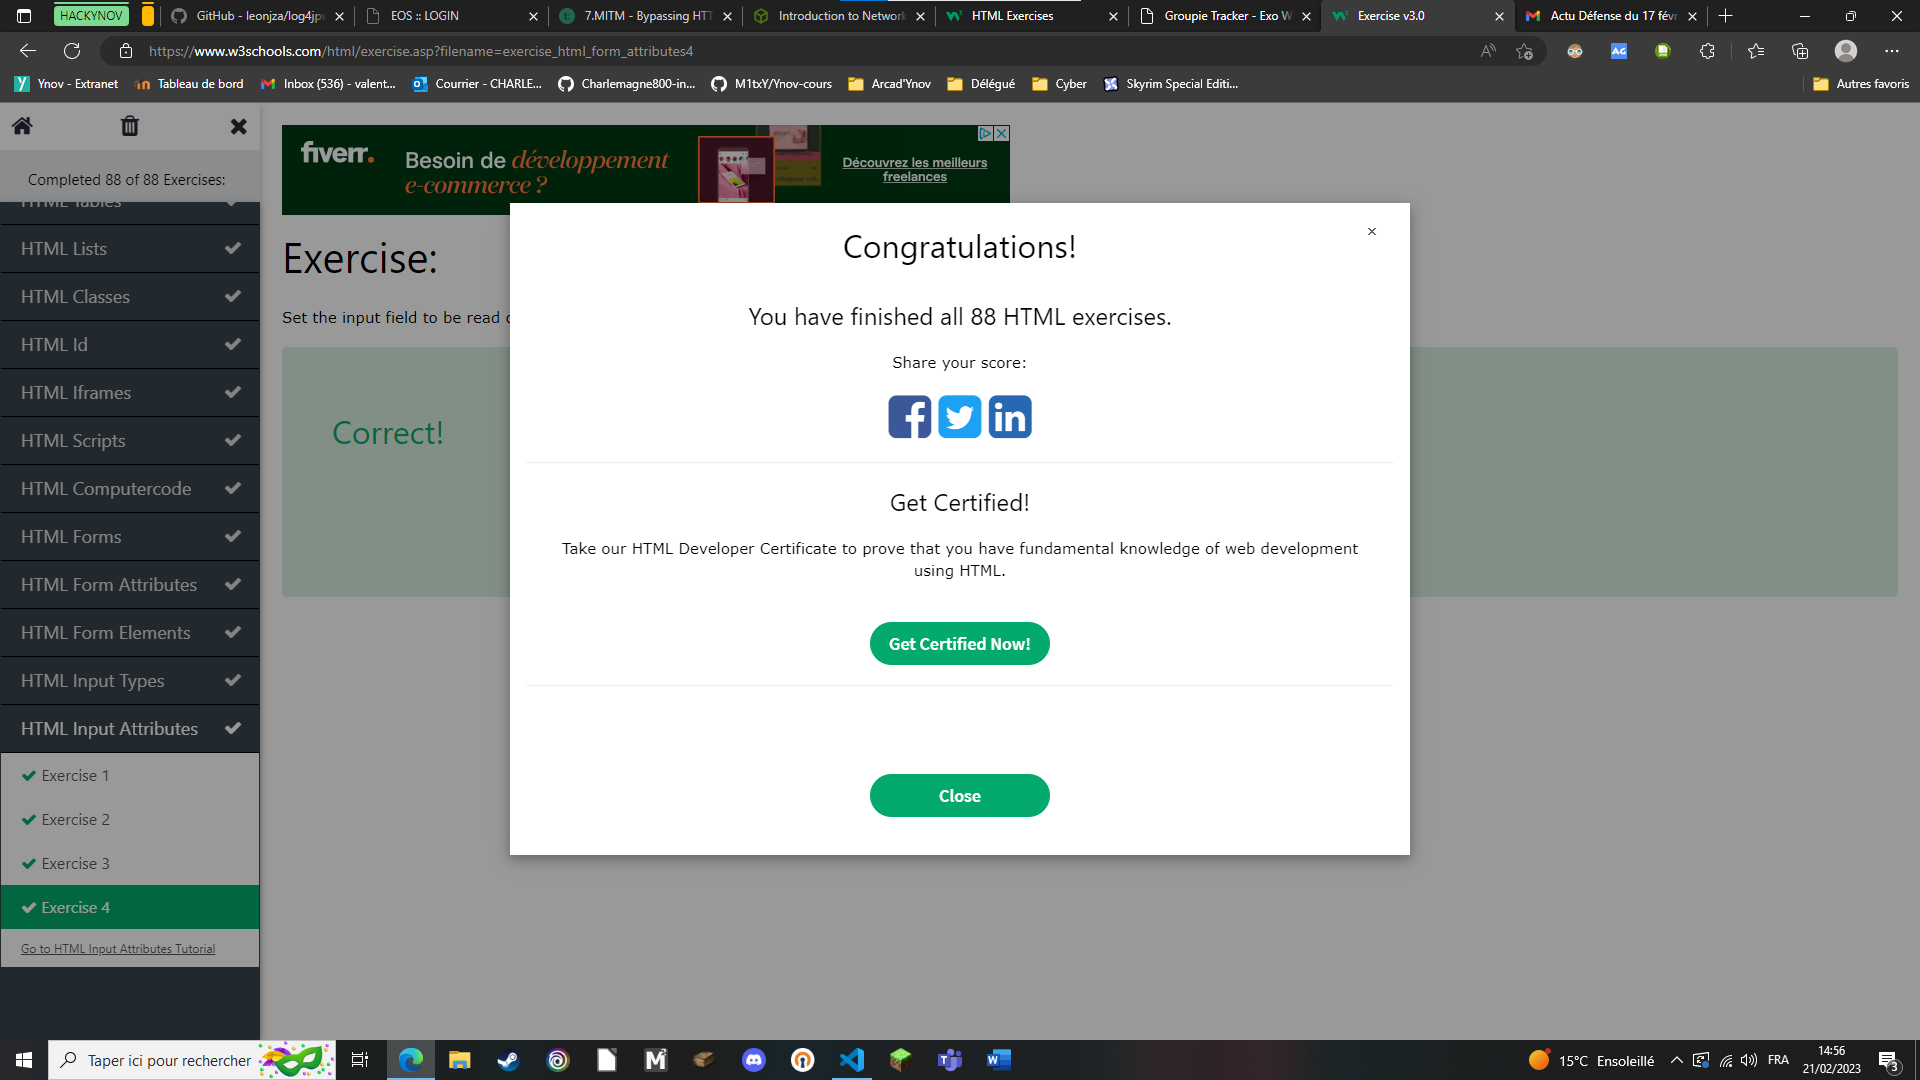 HACKYNOV
GitHub - leonjza/log4jpw
EOS :: LOGIN
7.MITM - Bypassing HTT
Introduction to Network
HTML Exercises
Groupie Tracker - Exo W
Exercise v3.0
Actu Défense du 17 févr
https://www.w3schools.com/html/exercise.asp?filename=exercise_html_form_attributes4
Ynov - Extranet
Tableau de bord
Inbox (536) - valent...
Courrier - CHARLE...
Charlemagne800-in...
M1txY/Ynov-cours
Arcad'Ynov
Délégué
Cyber
Skyrim Special Editi...
Autres favoris
Completed 88 of 88 Exercises:
HTML Tables
HTML Lists
HTML Classes
HTML Id
HTML Iframes
HTML Scripts
HTML Computercode
HTML Forms
HTML Form Attributes
HTML Form Elements
HTML Input Types
HTML Input Attributes
Exercise 1
Exercise 2
Exercise 3
Exercise 4
Go to HTML Input Attributes Tutorial
fiverr.
Besoin de développement
e-commerce ?
Découvrez les meilleurs
freelances
Exercise:
Set the input field to be read
Correct!
×
Congratulations!
You have finished all 88 HTML exercises.
Share your score:
Get Certified!
Take our HTML Developer Certificate to prove that you have fundamental knowledge of web development
using HTML.
Get Certified Now!
Close
Taper ici pour rechercher
15°C Ensoleillé
FRA
14:56
21/02/2023
3